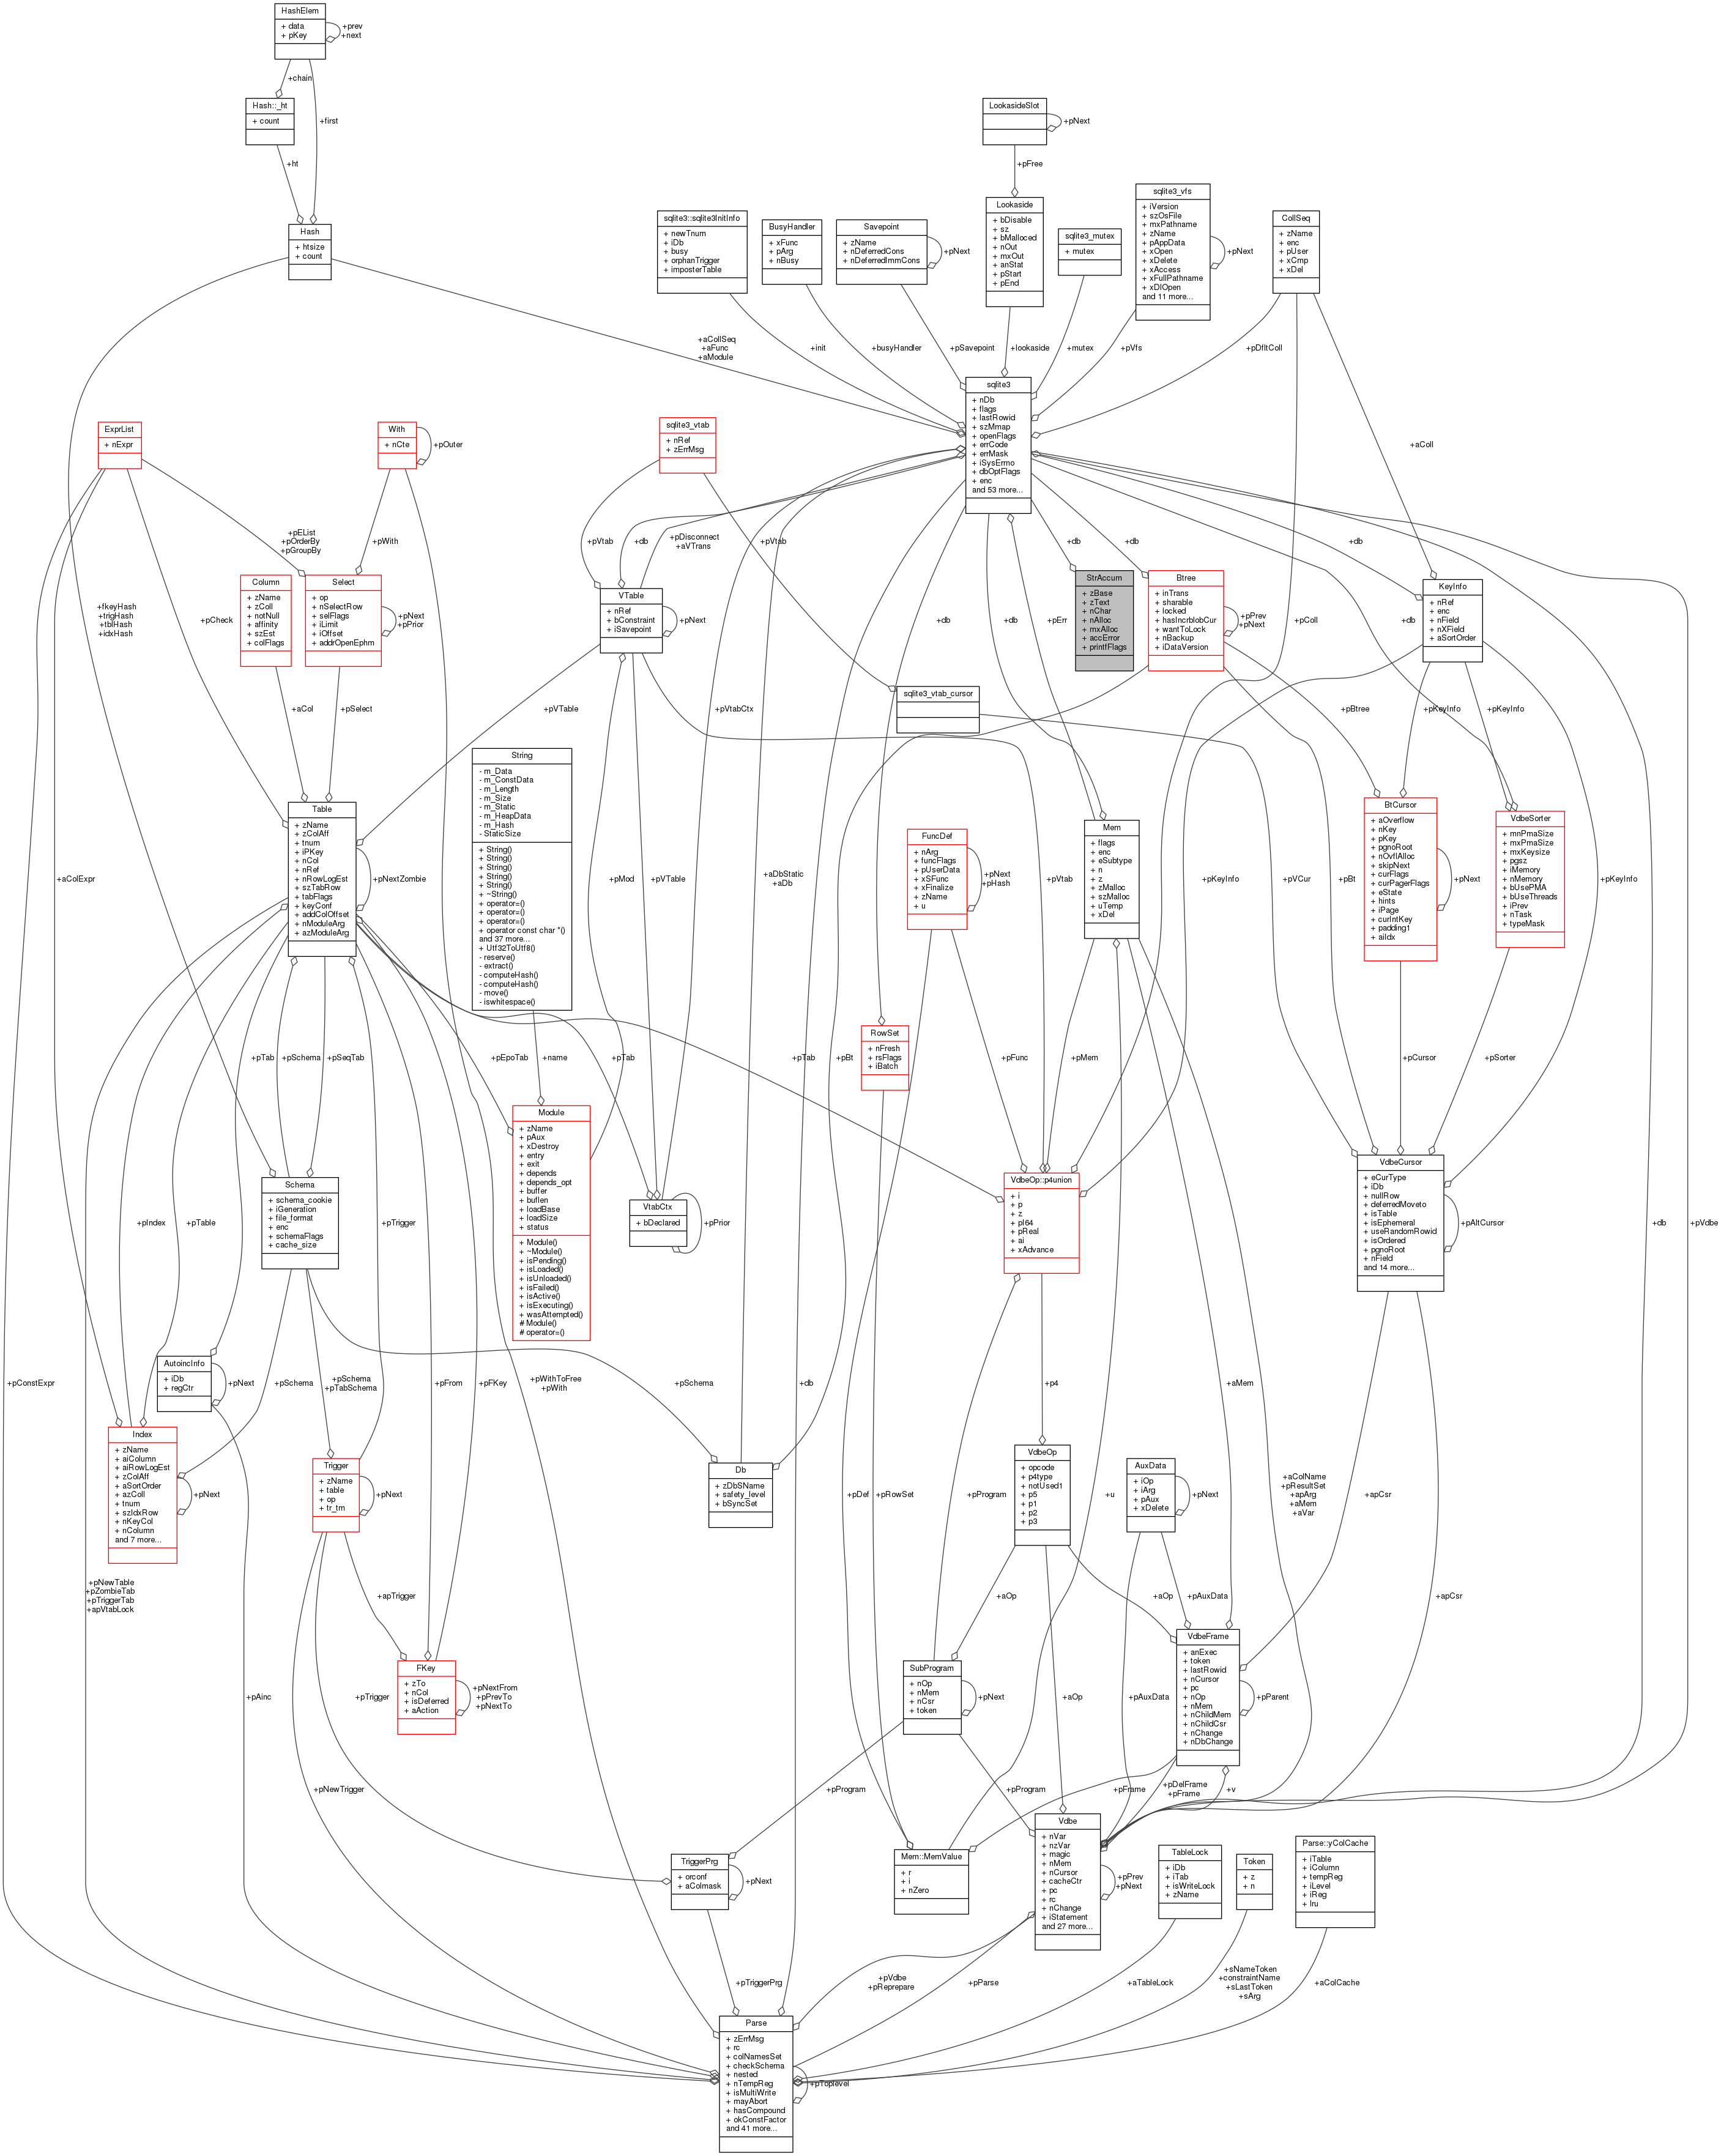 HashElem
+ data
+ pKey
+prev
+next
+chain
Hash::_ht
+ count
+first
+ht
Hash
+ htsize
+ count
LookasideSlot
+pNext
+pFree
Lookaside
+ bDisable
+ sz
+ bMalloced
+ nOut
+ mxOut
+ anStat
+ pStart
+ pEnd
sqlite3::sqlite3InitInfo
+ newTnum
+ iDb
+ busy
+ orphanTrigger
+ imposterTable
BusyHandler
+ xFunc
+ pArg
+ nBusy
Savepoint
+ zName
+ nDeferredCons
+ nDeferredImmCons
+pNext
sqlite3_mutex
+ mutex
sqlite3_vfs
+ iVersion
+ szOsFile
+ mxPathname
+ zName
+ pAppData
+ xOpen
+ xDelete
+ xAccess
+ xFullPathname
+ xDlOpen
and 11 more...
+pNext
CollSeq
+ zName
+ enc
+ pUser
+ xCmp
+ xDel
+aCollSeq
+aFunc
+aModule
+init
+busyHandler
+pSavepoint
+lookaside
+mutex
+pVfs
+pDfltColl
+aColl
sqlite3
+ nDb
+ flags
+ lastRowid
+ szMmap
+ openFlags
+ errCode
+ errMask
+ iSysErrno
+ dbOptFlags
+ enc
and 53 more...
ExprList
+ nExpr
With
+ nCte
+pOuter
sqlite3_vtab
+ nRef
+ zErrMsg
+pEList
+pOrderBy
+pGroupBy
+pWith
+pVtab
+db
+pDisconnect
+aVTrans
+pVtab
+db
+db
+db
Column
+ zName
+ zColl
+ notNull
+ affinity
+ szEst
+ colFlags
Select
+ op
+ nSelectRow
+ selFlags
+ iLimit
+ iOffset
+ addrOpenEphm
+pNext
+pPrior
VTable
+ nRef
+ bConstraint
+ iSavepoint
+pNext
StrAccum
+ zBase
+ zText
+ nChar
+ nAlloc
+ mxAlloc
+ accError
+ printfFlags
Btree
+ inTrans
+ sharable
+ locked
+ hasIncrblobCur
+ wantToLock
+ nBackup
+ iDataVersion
+pPrev
+pNext
KeyInfo
+ nRef
+ enc
+ nField
+ nXField
+ aSortOrder
+fkeyHash
+trigHash
+tblHash
+idxHash
+pCheck
+db
+db
+pErr
+pColl
+db
sqlite3_vtab_cursor
+aCol
+pSelect
+pVTable
+pVtabCtx
+pBtree
+pKeyInfo
+pKeyInfo
String
- m_Data
- m_ConstData
- m_Length
- m_Size
- m_Static
- m_HeapData
- m_Hash
- StaticSize
+ String()
+ String()
+ String()
+ String()
+ String()
+ ~String()
+ operator=()
+ operator=()
+ operator=()
+ operator const char *()
and 37 more...
+ Utf32ToUtf8()
- reserve()
- extract()
- computeHash()
- computeHash()
- move()
- iswhitespace()
Table
+ zName
+ zColAff
+ tnum
+ iPKey
+ nCol
+ nRef
+ nRowLogEst
+ szTabRow
+ tabFlags
+ keyConf
+ addColOffset
+ nModuleArg
+ azModuleArg
+pNextZombie
Mem
+ flags
+ enc
+ eSubtype
+ n
+ z
+ zMalloc
+ szMalloc
+ uTemp
+ xDel
FuncDef
+ nArg
+ funcFlags
+ pUserData
+ xSFunc
+ xFinalize
+ zName
+ u
+pNext
+pHash
BtCursor
+ aOverflow
+ nKey
+ pKey
+ pgnoRoot
+ nOvflAlloc
+ skipNext
+ curFlags
+ curPagerFlags
+ eState
+ hints
+ iPage
+ curIntKey
+ padding1
+ aiIdx
+pNext
VdbeSorter
+ mnPmaSize
+ mxPmaSize
+ mxKeysize
+ pgsz
+ iMemory
+ nMemory
+ bUsePMA
+ bUseThreads
+ iPrev
+ nTask
+ typeMask
+aColExpr
+pMod
+pVTable
+aDbStatic
+aDb
+pVtab
+pKeyInfo
+pVCur
+pBt
+pKeyInfo
+pTab
+pSchema
+pSeqTab
+pEpoTab
+name
+pTab
+pTab
+pBt
+pFunc
+pMem
+pCursor
+pSorter
RowSet
+ nFresh
+ rsFlags
+ iBatch
Module
+ zName
+ pAux
+ xDestroy
+ entry
+ exit
+ depends
+ depends_opt
+ buffer
+ buflen
+ loadBase
+ loadSize
+ status
+ Module()
+ ~Module()
+ isPending()
+ isLoaded()
+ isUnloaded()
+ isFailed()
+ isActive()
+ isExecuting()
+ wasAttempted()
# Module()
# operator=()
Schema
+ schema_cookie
+ iGeneration
+ file_format
+ enc
+ schemaFlags
+ cache_size
VtabCtx
+ bDeclared
+pPrior
VdbeOp::p4union
+ i
+ p
+ z
+ pI64
+ pReal
+ ai
+ xAdvance
VdbeCursor
+ eCurType
+ iDb
+ nullRow
+ deferredMoveto
+ isTable
+ isEphemeral
+ useRandomRowid
+ isOrdered
+ pgnoRoot
+ nField
and 14 more...
+pAltCursor
+pIndex
+pTable
+pTrigger
+db
+pVdbe
AutoincInfo
+ iDb
+ regCtr
+pNext
+pConstExpr
+pSchema
+pSchema
+pTabSchema
+pFrom
+pFKey
+pWithToFree
+pWith
+pSchema
+db
+p4
+aMem
Index
+ zName
+ aiColumn
+ aiRowLogEst
+ zColAff
+ aSortOrder
+ azColl
+ tnum
+ szIdxRow
+ nKeyCol
+ nColumn
and 7 more...
+pNext
Trigger
+ zName
+ table
+ op
+ tr_tm
+pNext
Db
+ zDbSName
+ safety_level
+ bSyncSet
VdbeOp
+ opcode
+ p4type
+ notUsed1
+ p5
+ p1
+ p2
+ p3
AuxData
+ iOp
+ iArg
+ pAux
+ xDelete
+pNext
+pDef
+pRowSet
+pProgram
+u
+aColName
+pResultSet
+apArg
+aMem
+aVar
+apCsr
+pNewTable
+pZombieTab
+pTriggerTab
+apVtabLock
+apTrigger
+aOp
+aOp
+pAuxData
+apCsr
FKey
+ zTo
+ nCol
+ isDeferred
+ aAction
+pNextFrom
+pPrevTo
+pNextTo
SubProgram
+ nOp
+ nMem
+ nCsr
+ token
+pNext
VdbeFrame
+ anExec
+ token
+ lastRowid
+ nCursor
+ pc
+ nOp
+ nMem
+ nChildMem
+ nChildCsr
+ nChange
+ nDbChange
+pParent
+pAinc
+pTrigger
+aOp
+pAuxData
+pNewTrigger
+pProgram
+pProgram
+pFrame
+pDelFrame
+pFrame
+v
TriggerPrg
+ orconf
+ aColmask
+pNext
Mem::MemValue
+ r
+ i
+ nZero
Vdbe
+ nVar
+ nzVar
+ magic
+ nMem
+ nCursor
+ cacheCtr
+ pc
+ rc
+ nChange
+ iStatement
and 27 more...
+pPrev
+pNext
TableLock
+ iDb
+ iTab
+ isWriteLock
+ zName
Token
+ z
+ n
Parse::yColCache
+ iTable
+ iColumn
+ tempReg
+ iLevel
+ iReg
+ lru
+pTriggerPrg
+pVdbe
+pReprepare
+pParse
+aTableLock
+sNameToken
+constraintName
+sLastToken
+sArg
+aColCache
Parse
+ zErrMsg
+ rc
+ colNamesSet
+ checkSchema
+ nested
+ nTempReg
+ isMultiWrite
+ mayAbort
+ hasCompound
+ okConstFactor
and 41 more...
+pToplevel